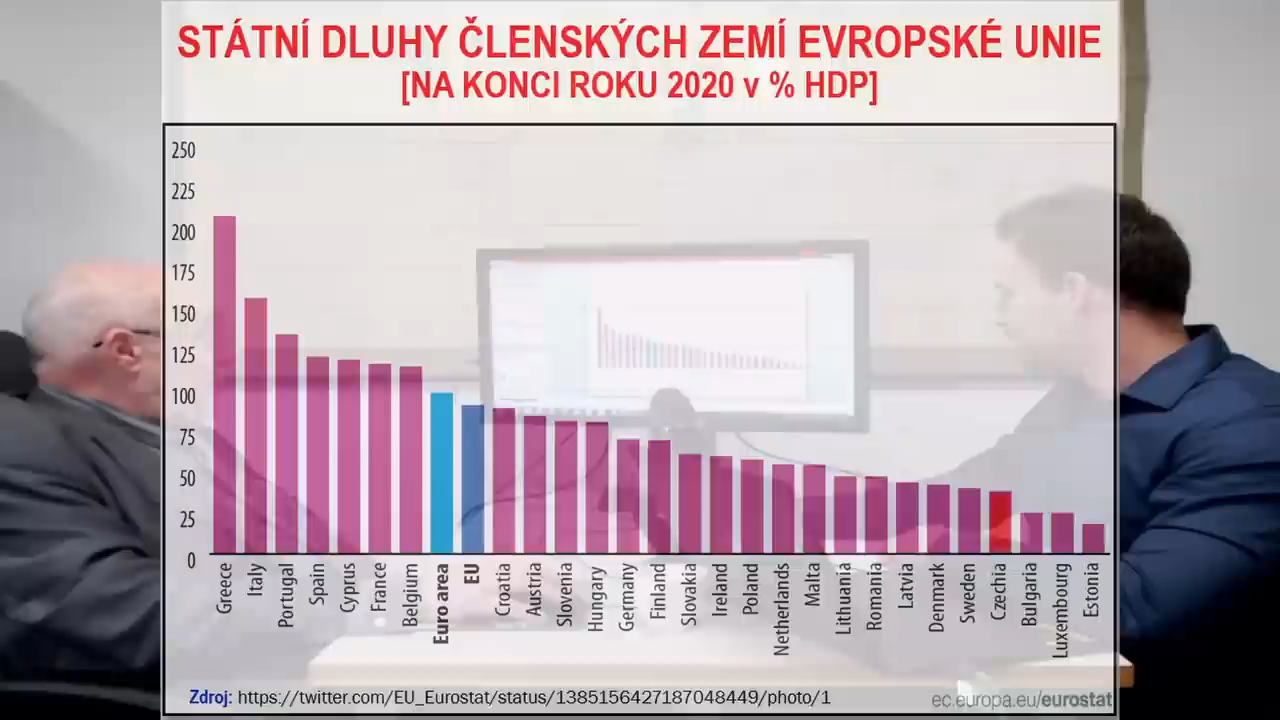 STÁTNÍ DLUHY ČLENSKÝCH ZEMÍ EVROPSKÉ UNIE
[NA KONCI ROKU 2020 v % HDP]
250
225
200
175
150
125
100
75
50
25
0
Greece
Italy
Portugal
Spain
Cyprus
France
Belgium
Euro area
EU
Croatia
Austria
Slovenia
Hungary
Germany
Finland
Slovakia
Ireland
Poland
Netherlands
Malta
Lithuania
Romania
Latvia
Denmark
Sweden
Czechia
Bulgaria
Luxembourg
Estonia
Zdroj: https://twitter.com/EU_Eurostat/status/1385156427187048449/photo/1
ec.europa.eu/eurostat